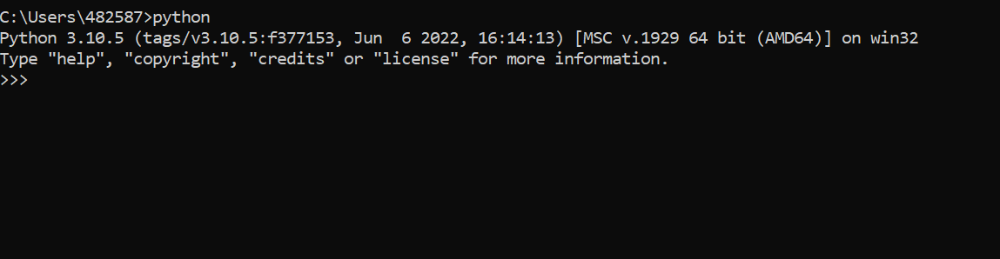 C:\Users\482587>python
Python 3.10.5 (tags/v3.10.5:f377153, Jun  6 2022, 16:14:13) [MSC v.1929 64 bit (AMD64)] on win32
Type "help", "copyright", "credits" or "license" for more information.
>>>